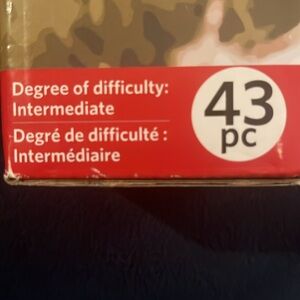 Degree of difficulty:
Intermediate
Degré de difficulté :
Intermédiaire
43
pc